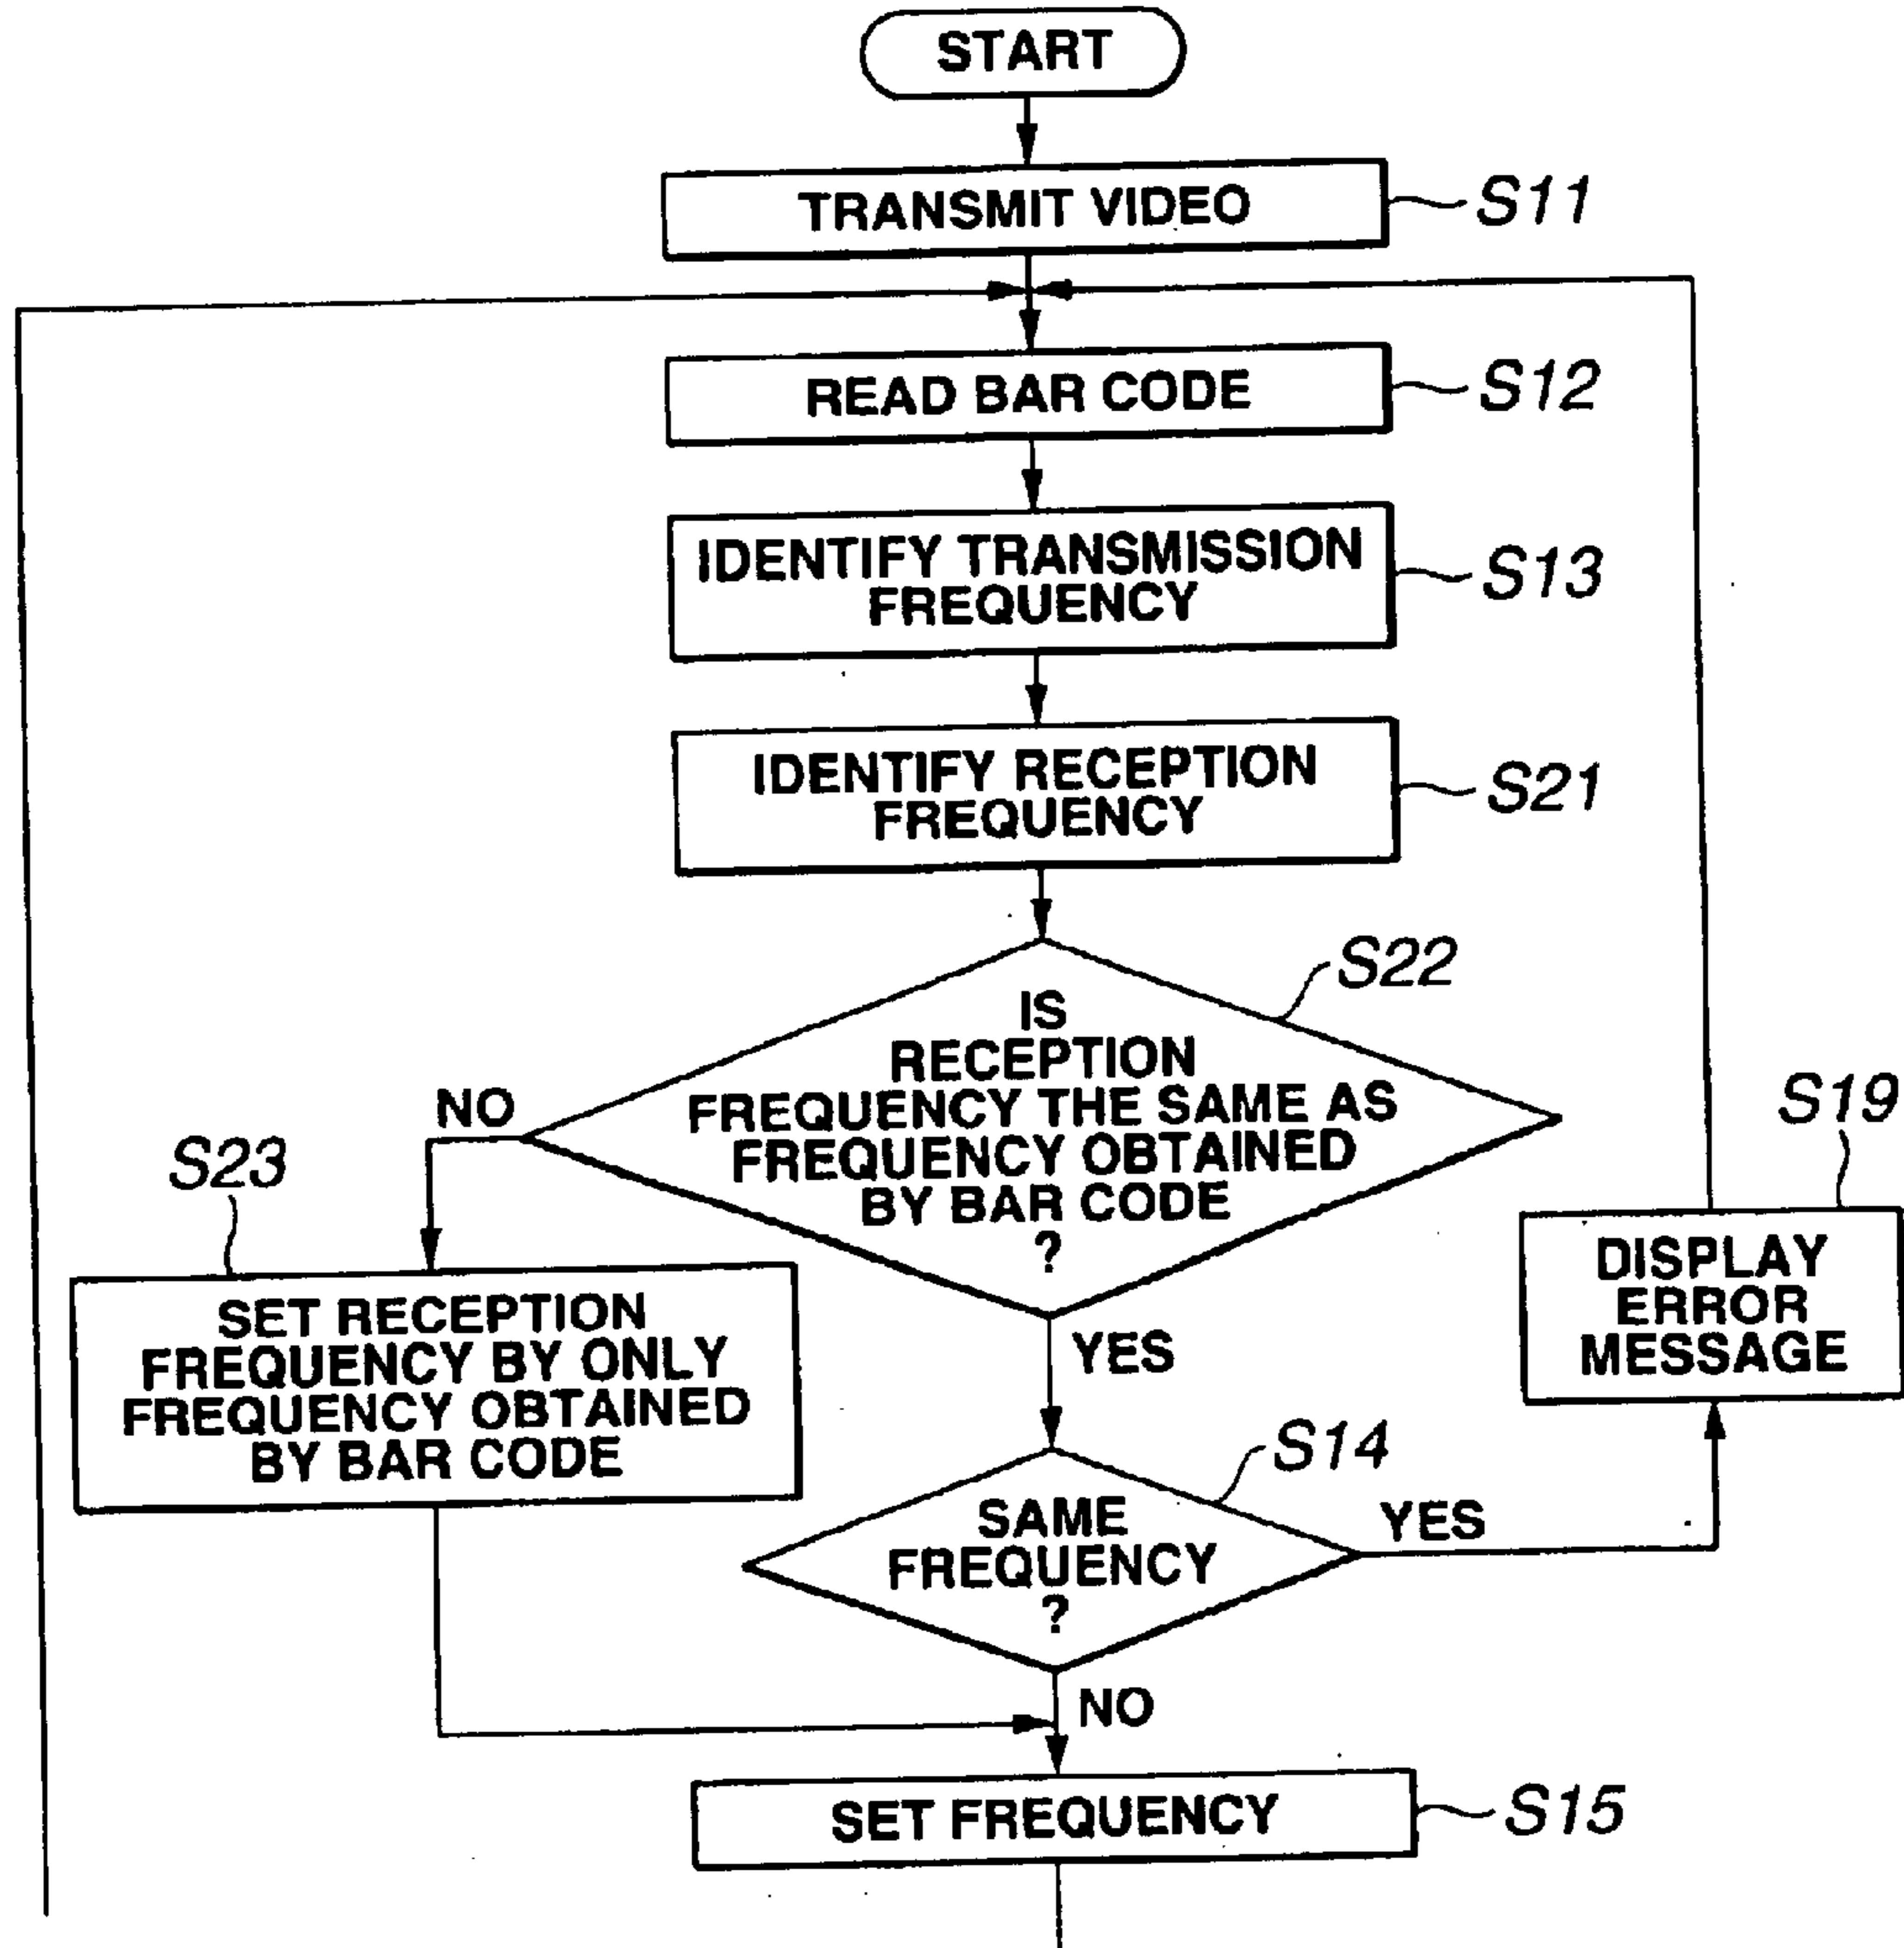 START
TRANSMIT VIDEO
S11
READ BAR CODE
S12
IDENTIFY TRANSMISSION
FREQUENCY
S13
IDENTIFY RECEPTION
FREQUENCY
S21
S22
IS
RECEPTION
FREQUENCY THE SAME AS
FREQUENCY OBTAINED
BY BAR CODE
?
NO
YES
S23
SET RECEPTION
FREQUENCY BY ONLY
FREQUENCY OBTAINED
BY BAR CODE
S19
DISPLAY
ERROR
MESSAGE
S14
SAME
FREQUENCY
?
YES
NO
SET FREQUENCY
S15